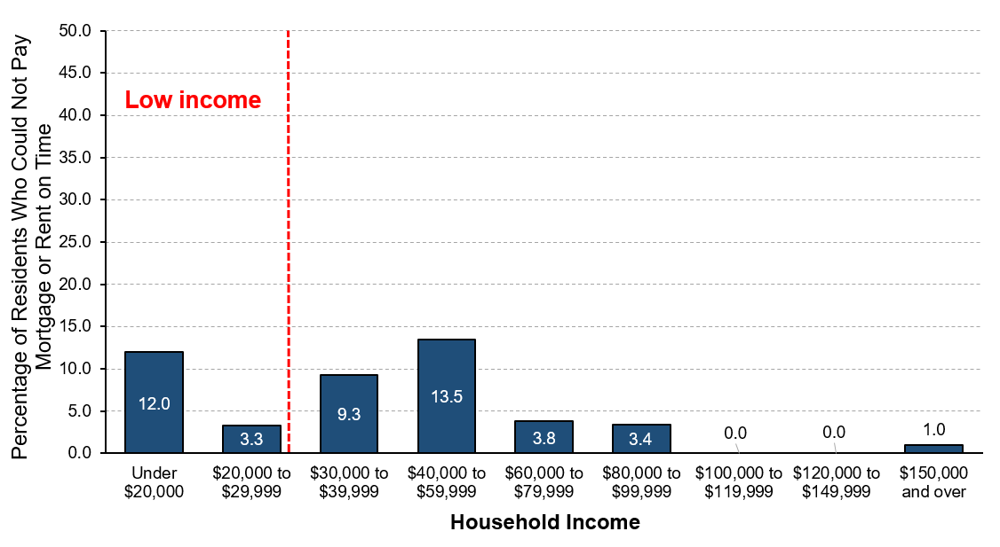 Percentage of Residents Who Could Not Pay
Mortgage or Rent on Time
50.0
45.0
40.0
35.0
30.0
25.0
20.0
15.0
10.0
5.0
0.0
Low income
12.0
3.3
9.3
13.5
3.8
3.4
0.0
0.0
1.0
Under
$20,000
$20,000 to
$29,999
$30,000 to
$39,999
$40,000 to
$59,999
$60,000 to
$79,999
$80,000 to
$99,999
$100,000 to
$119,999
$120,000 to
$149,999
$150,000
and over
Household Income